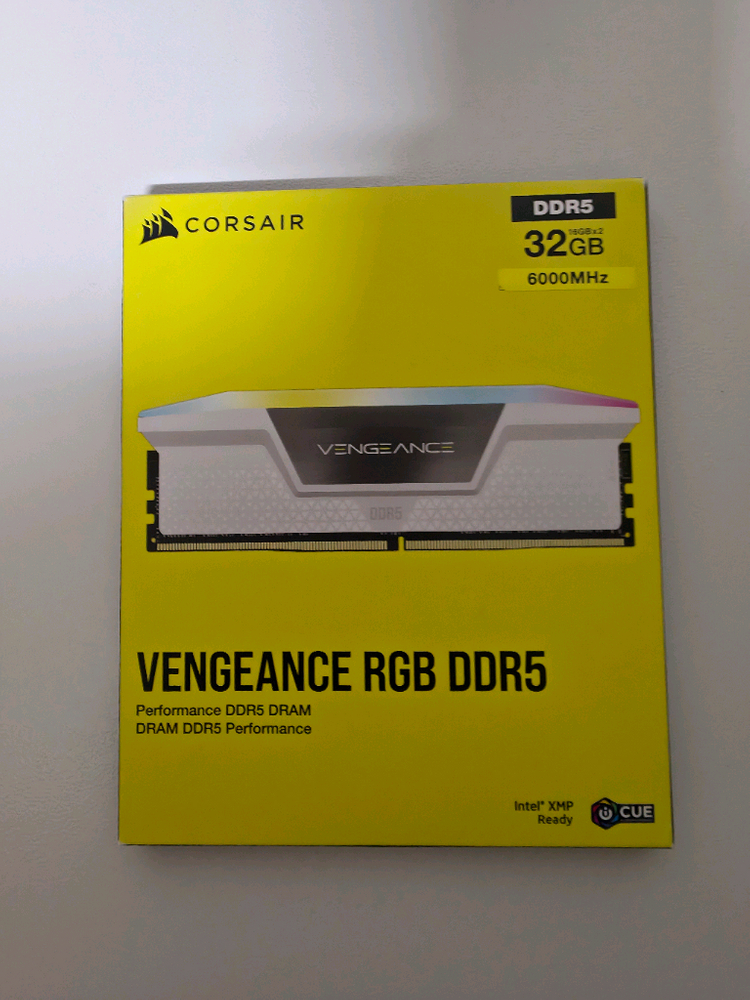 CORSAIR
DDR5
16GBx2
32GB
6000MHz
VENGEANCE
DDR5
VENGEANCE RGB DDR5
Performance DDR5 DRAM
DRAM DDR5 Performance
Intel® XMP
Ready
iCUE